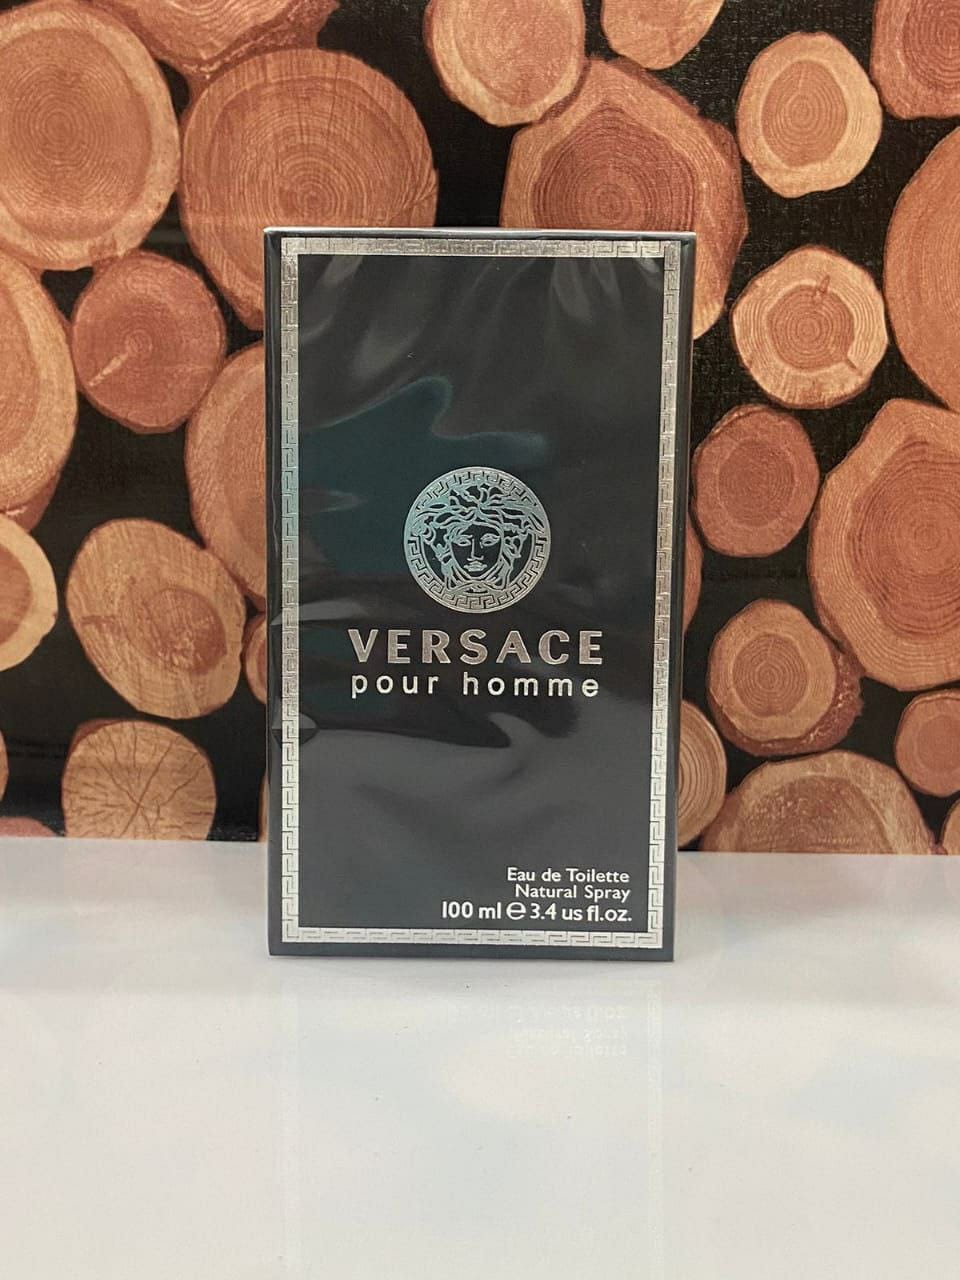 VERSACE
pour homme
Eau de Toilette
Natural Spray
100 ml ℮ 3.4 us fl.oz.